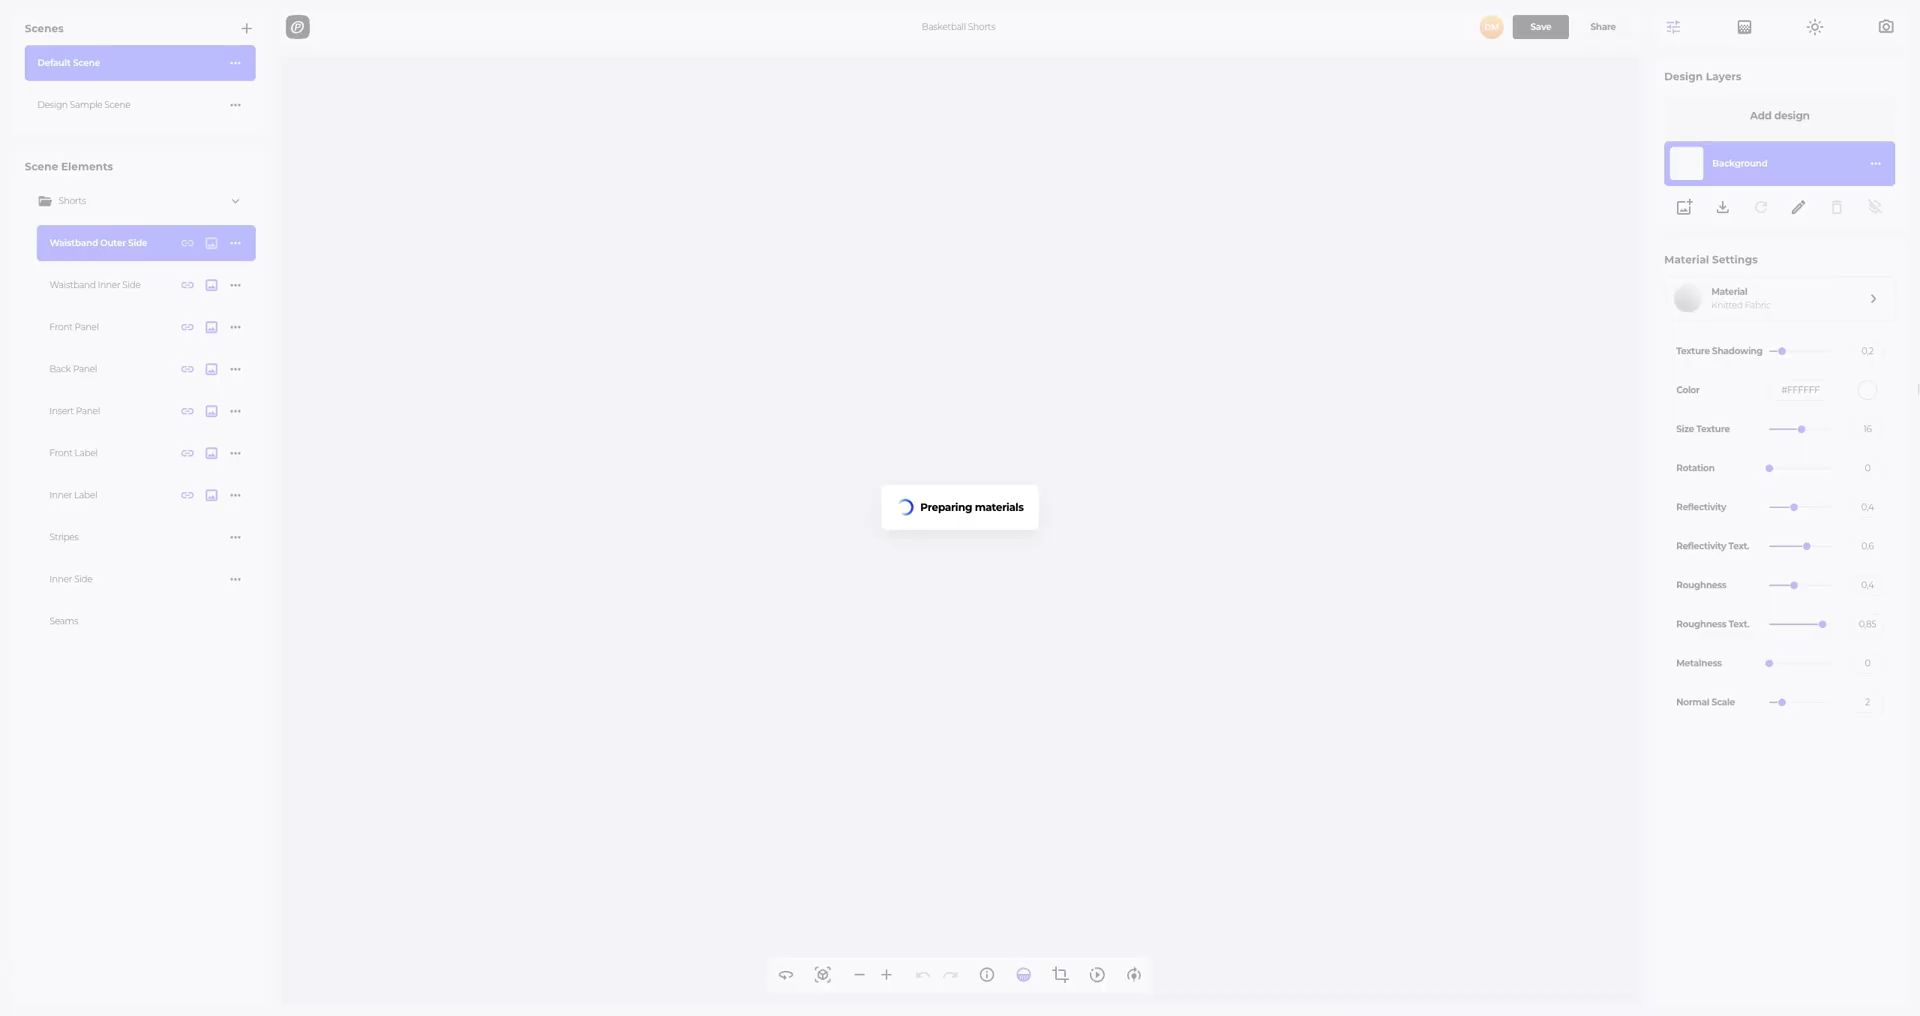 Scenes
Default Scene
Design Sample Scene
Scene Elements
Shorts
Waistband Outer Side
Waistband Inner Side
Front Panel
Back Panel
Insert Panel
Front Label
Inner Label
Stripes
Inner Side
Seams
Basketball Shorts
DM
Save
Share
Preparing materials
Design Layers
Add design
Background
Material Settings
Material
Knitted Fabric
Texture Shadowing 0,2
Color #FFFFFF
Size Texture 16
Rotation 0
Reflectivity 0,4
Reflectivity Text. 0,6
Roughness 0,4
Roughness Text. 0,85
Metalness 0
Normal Scale 2